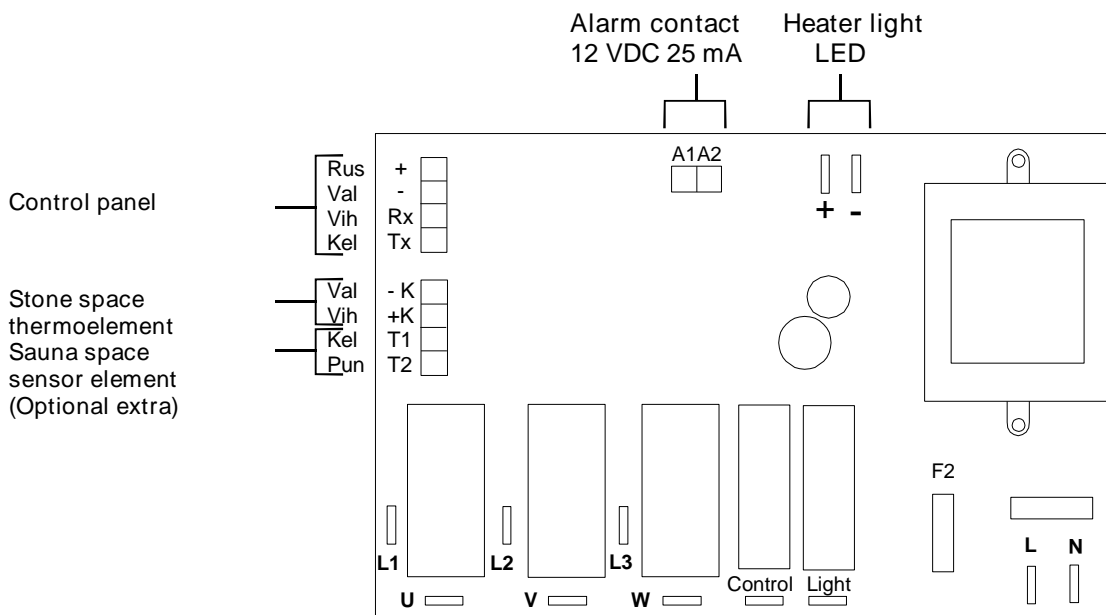 Alarm contact
12 VDC 25 mA
Heater light
LED
A1 A2
+ -
Control panel
Rus +
Val -
Vih Rx
Kel Tx
Stone space
thermoelement
Val - K
Vih +K
Sauna space
sensor element
(Optional extra)
Kel T1
Pun T2
F2
L1
L2
L3
L N
U
V
W
Control
Light